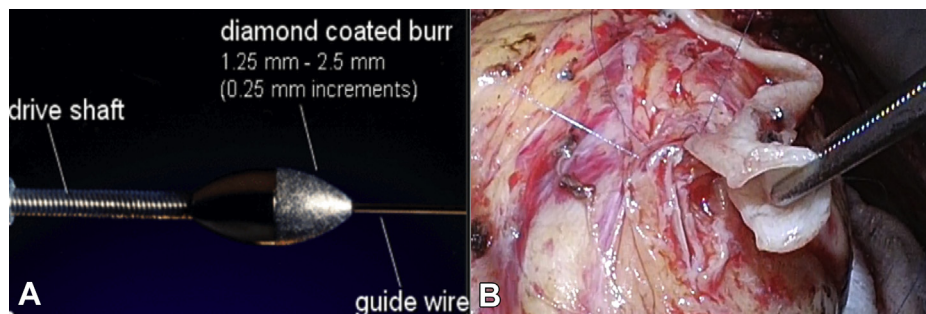 diamond coated burr
1.25 mm - 2.5 mm
(0.25 mm increments)
drive shaft
guide wire
A
B